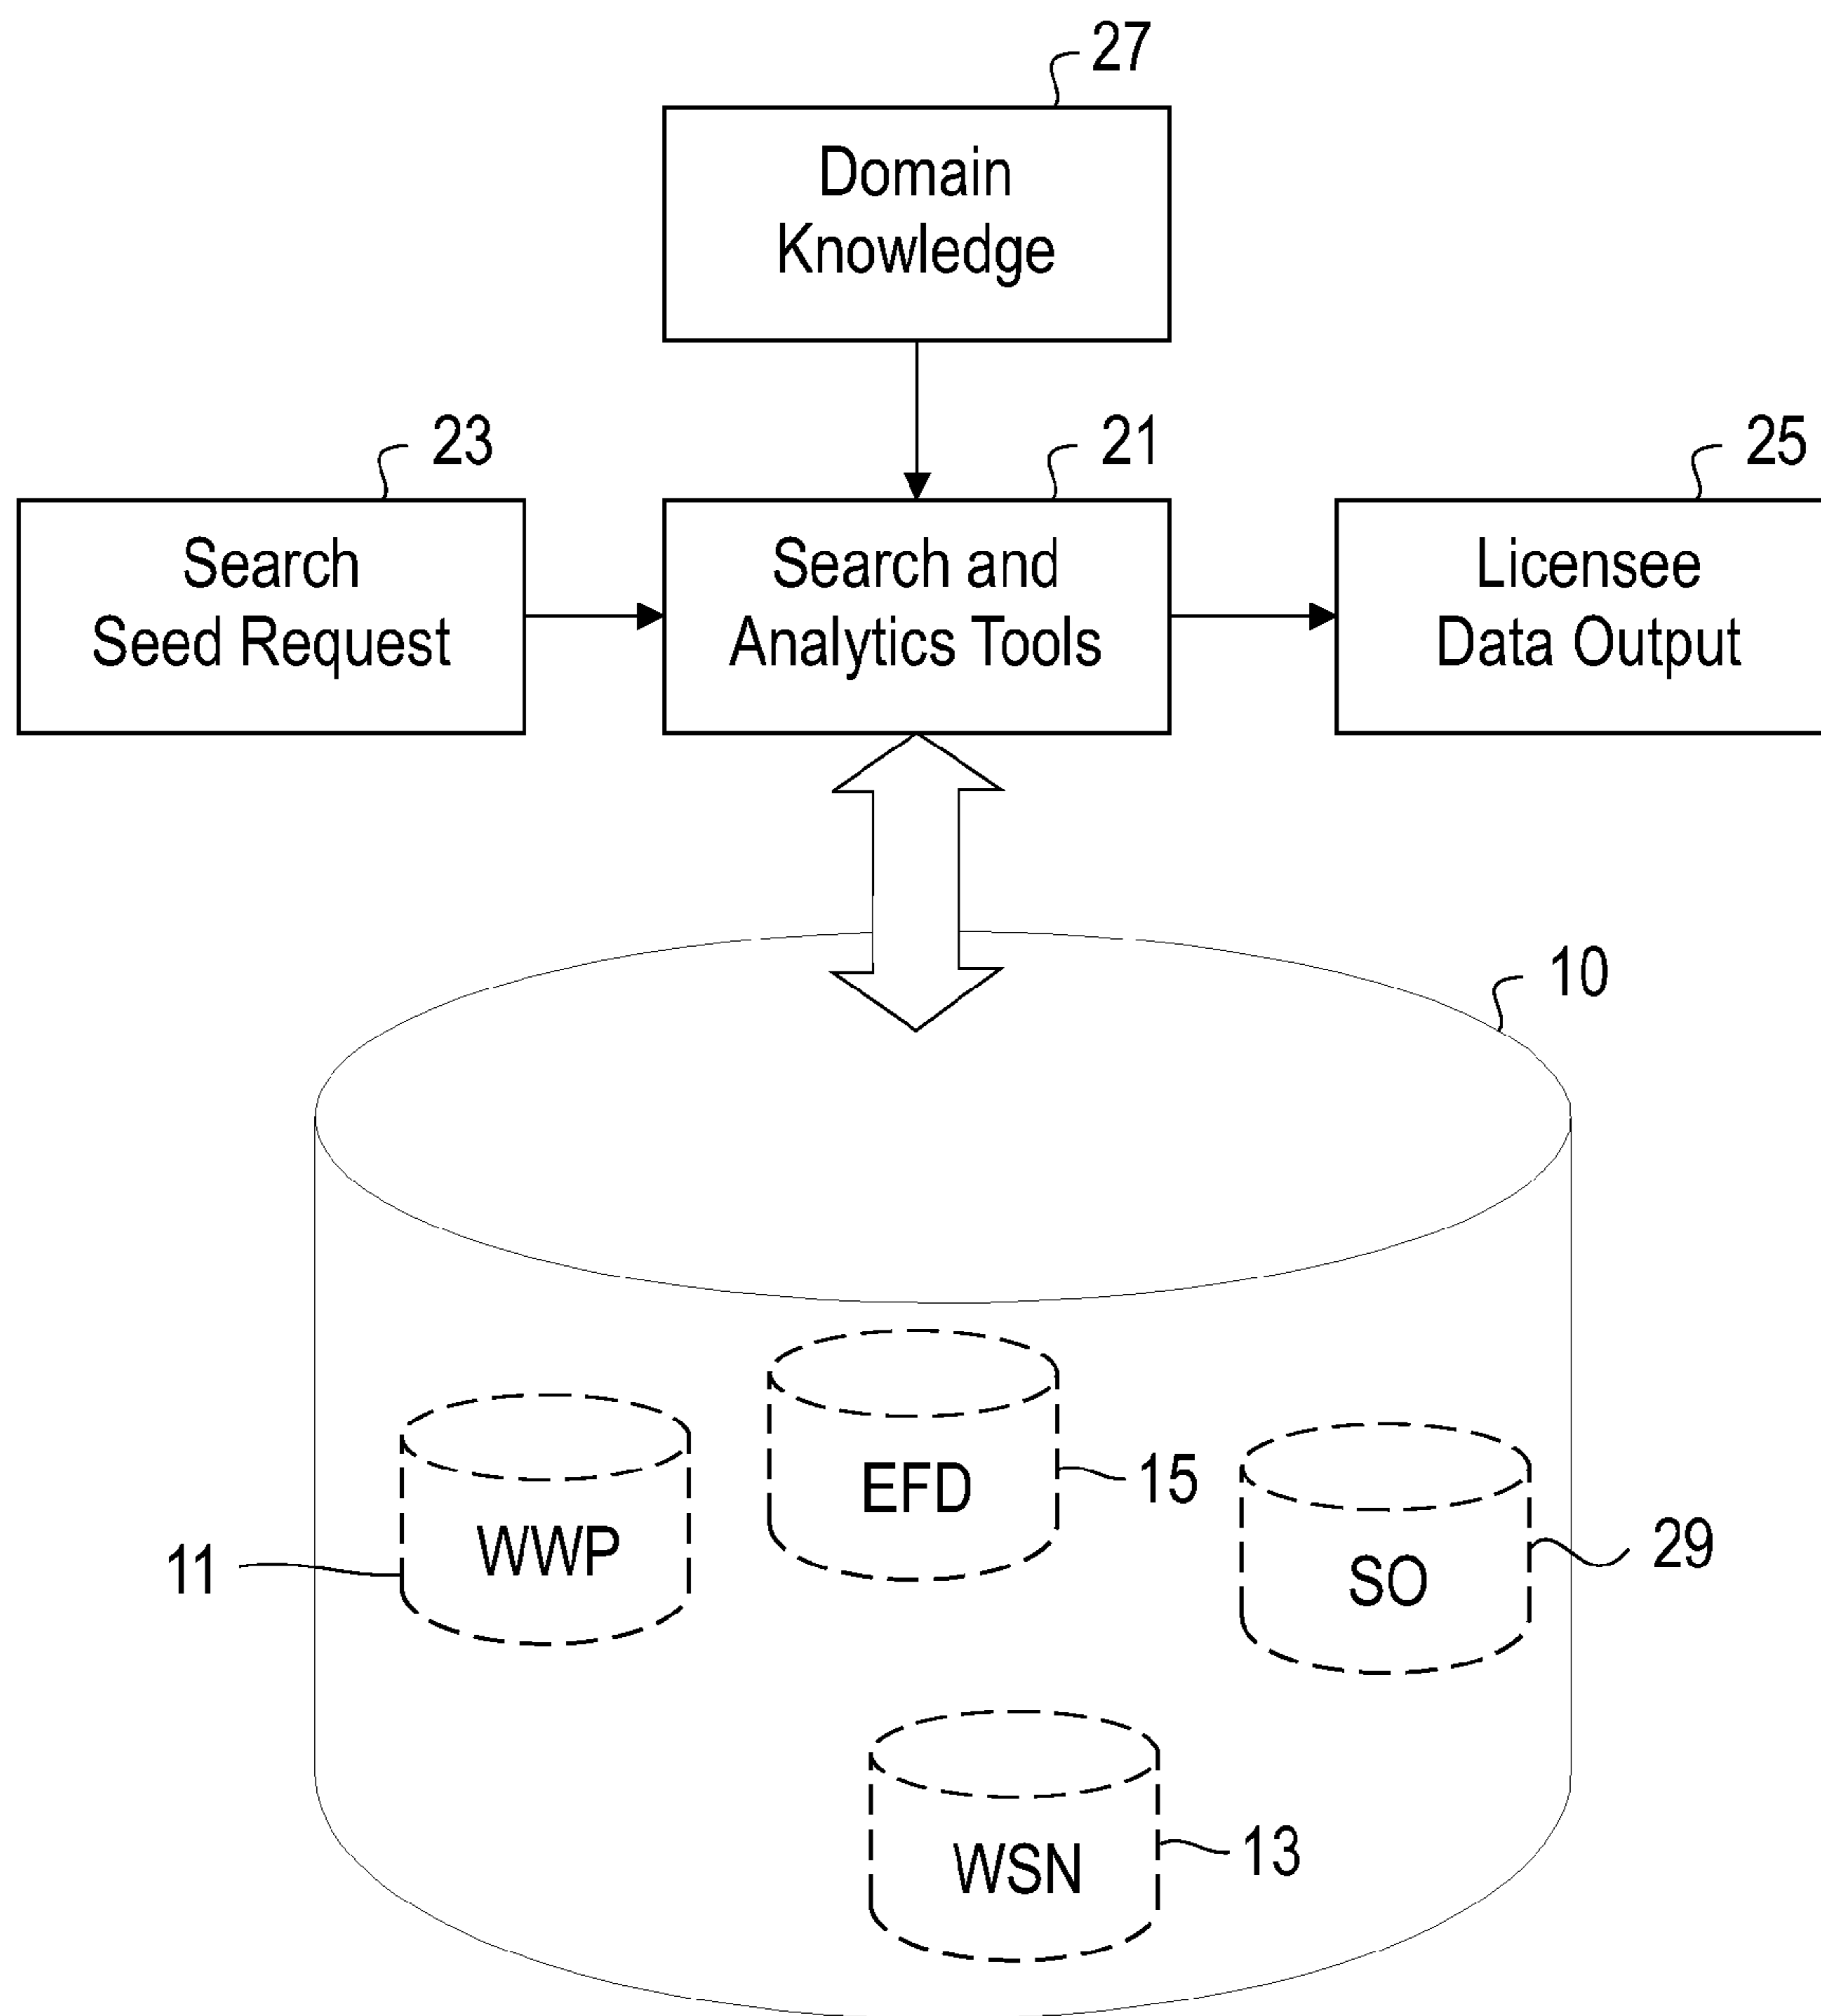 27
Domain
Knowledge
23
21
25
Search
Seed Request
Search and
Analytics Tools
Licensee
Data Output
10
EFD
15
WWP
11
SO
29
WSN
13